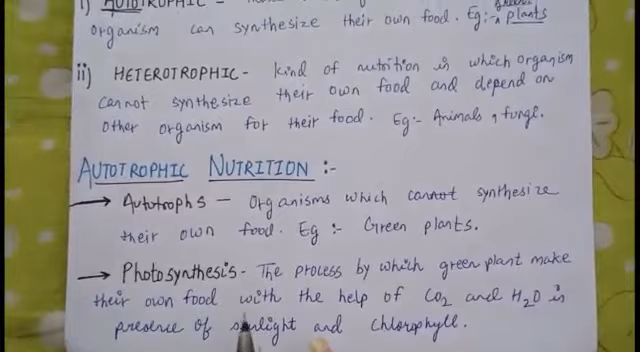 i) AUTOTROPHIC -
organism can synthesize their own food. Eg:- green plants
ii) HETEROTROPHIC - kind of nutrition in which organism
cannot synthesize their own food and depend on
other organism for their food. Eg:- Animals, fungi.
AUTOTROPHIC NUTRITION :-
→ Autotrophs - Organisms which cannot synthesize
their own food. Eg :- Green plants.
→ Photosynthesis - The process by which green plant make
their own food with the help of CO2 and H2O in
presence of sunlight and chlorophyll.